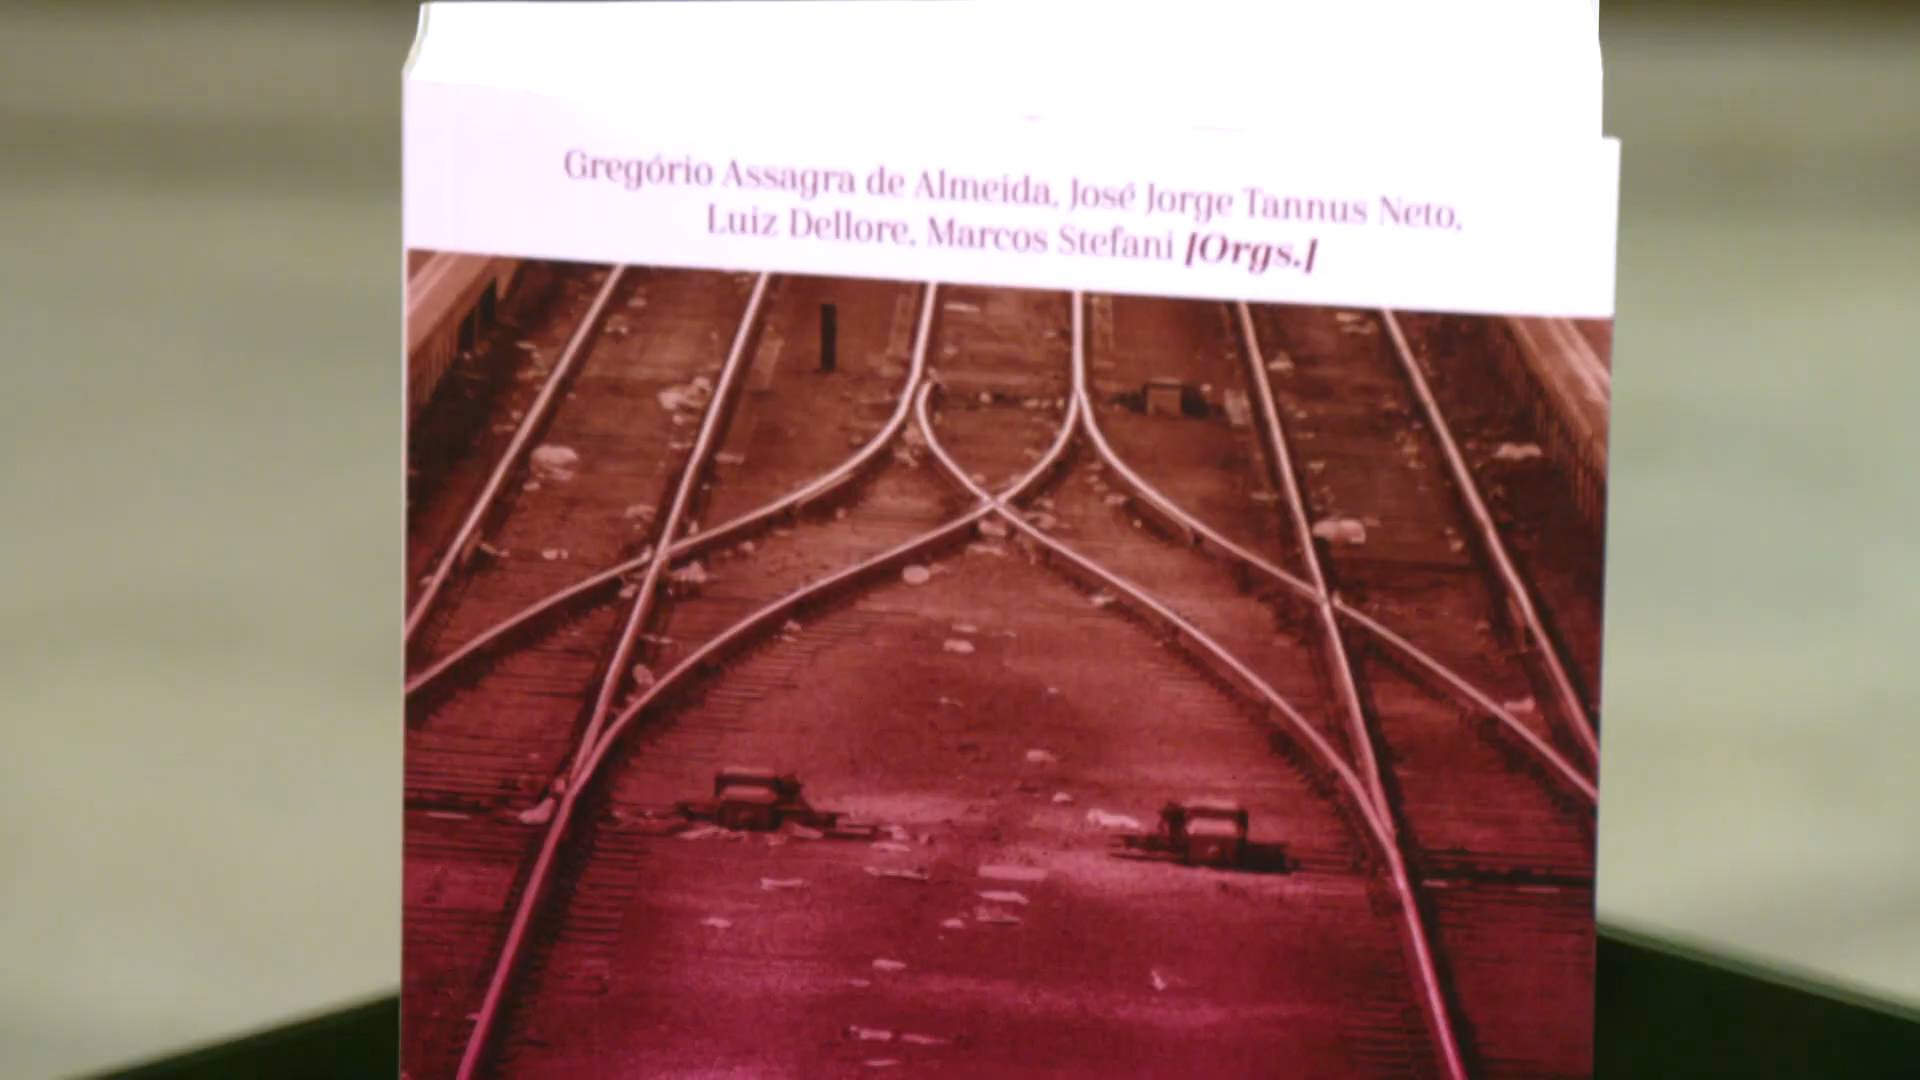 Gregório Assagra de Almeida, José Jorge Tannus Neto,
Luiz Dellore, Marcos Stefani [Orgs.]